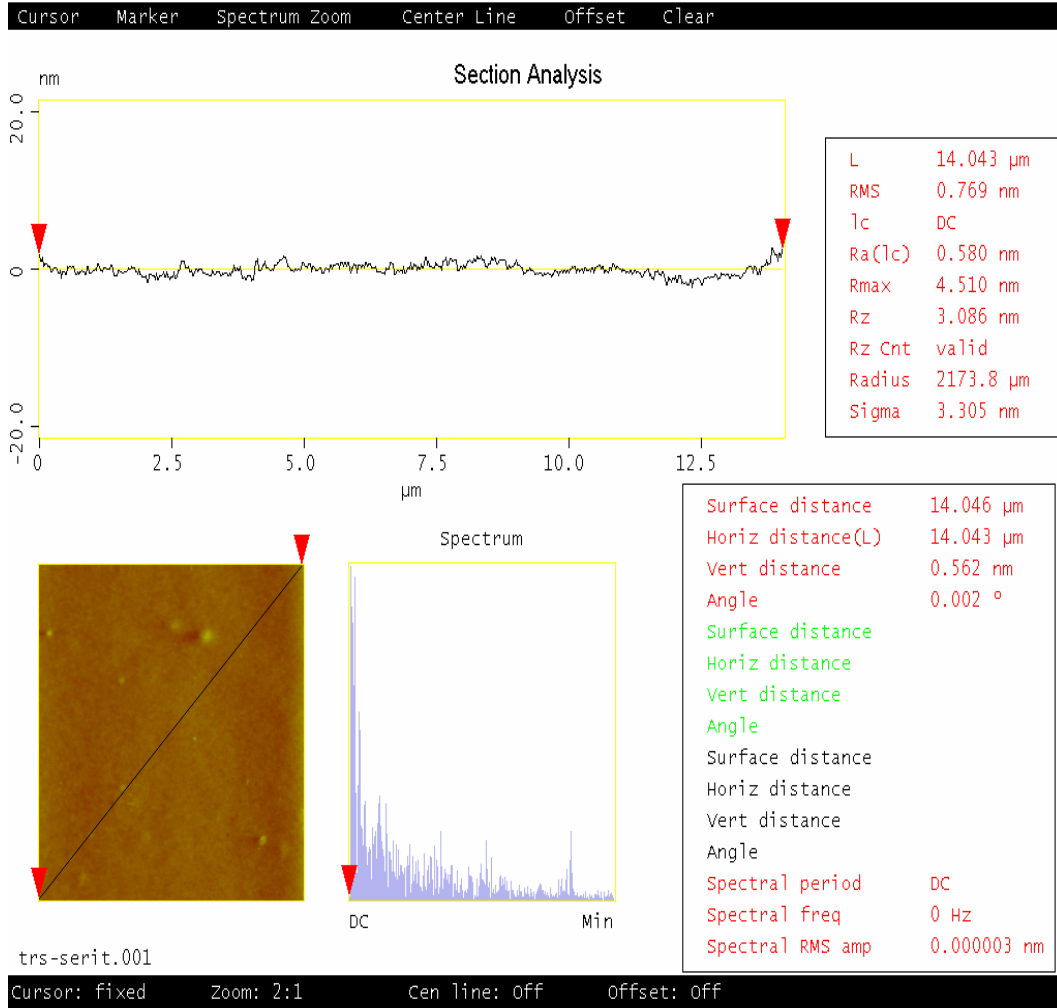 Cursor Marker Spectrum Zoom Center Line Offset Clear
nm
Section Analysis
20.0
0
-20.0
0 2.5 5.0 7.5 10.0 12.5
µm
L 14.043 µm
RMS 0.769 nm
lc DC
Ra(lc) 0.580 nm
Rmax 4.510 nm
Rz 3.086 nm
Rz Cnt valid
Radius 2173.8 µm
Sigma 3.305 nm
Spectrum
DC Min
Surface distance 14.046 µm
Horiz distance(L) 14.043 µm
Vert distance 0.562 nm
Angle 0.002 º
Surface distance
Horiz distance
Vert distance
Angle
Surface distance
Horiz distance
Vert distance
Angle
Spectral period DC
Spectral freq 0 Hz
Spectral RMS amp 0.000003 nm
trs-serit.001
Cursor: fixed Zoom: 2:1 Cen line: Off Offset: Off